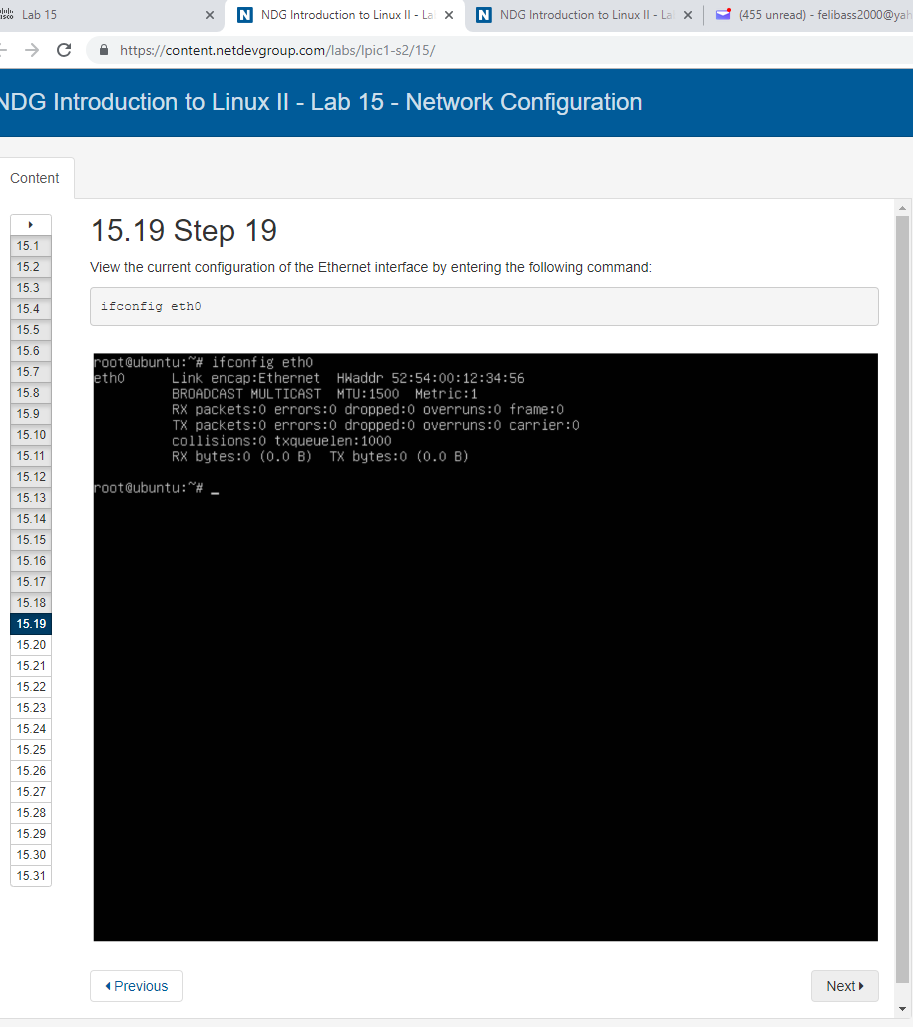 Lab 15
NDG Introduction to Linux II - La
NDG Introduction to Linux II - La
(455 unread) - felibass2000@yah
https://content.netdevgroup.com/labs/lpic1-s2/15/
NDG Introduction to Linux II - Lab 15 - Network Configuration
Content
15.1
15.2
15.3
15.4
15.5
15.6
15.7
15.8
15.9
15.10
15.11
15.12
15.13
15.14
15.15
15.16
15.17
15.18
15.19
15.20
15.21
15.22
15.23
15.24
15.25
15.26
15.27
15.28
15.29
15.30
15.31
15.19 Step 19
View the current configuration of the Ethernet interface by entering the following command:
ifconfig eth0
root@ubuntu:~# ifconfig eth0
eth0      Link encap:Ethernet  HWaddr 52:54:00:12:34:56
          BROADCAST MULTICAST  MTU:1500  Metric:1
          RX packets:0 errors:0 dropped:0 overruns:0 frame:0
          TX packets:0 errors:0 dropped:0 overruns:0 carrier:0
          collisions:0 txqueuelen:1000
          RX bytes:0 (0.0 B)  TX bytes:0 (0.0 B)
root@ubuntu:~# _
Previous
Next